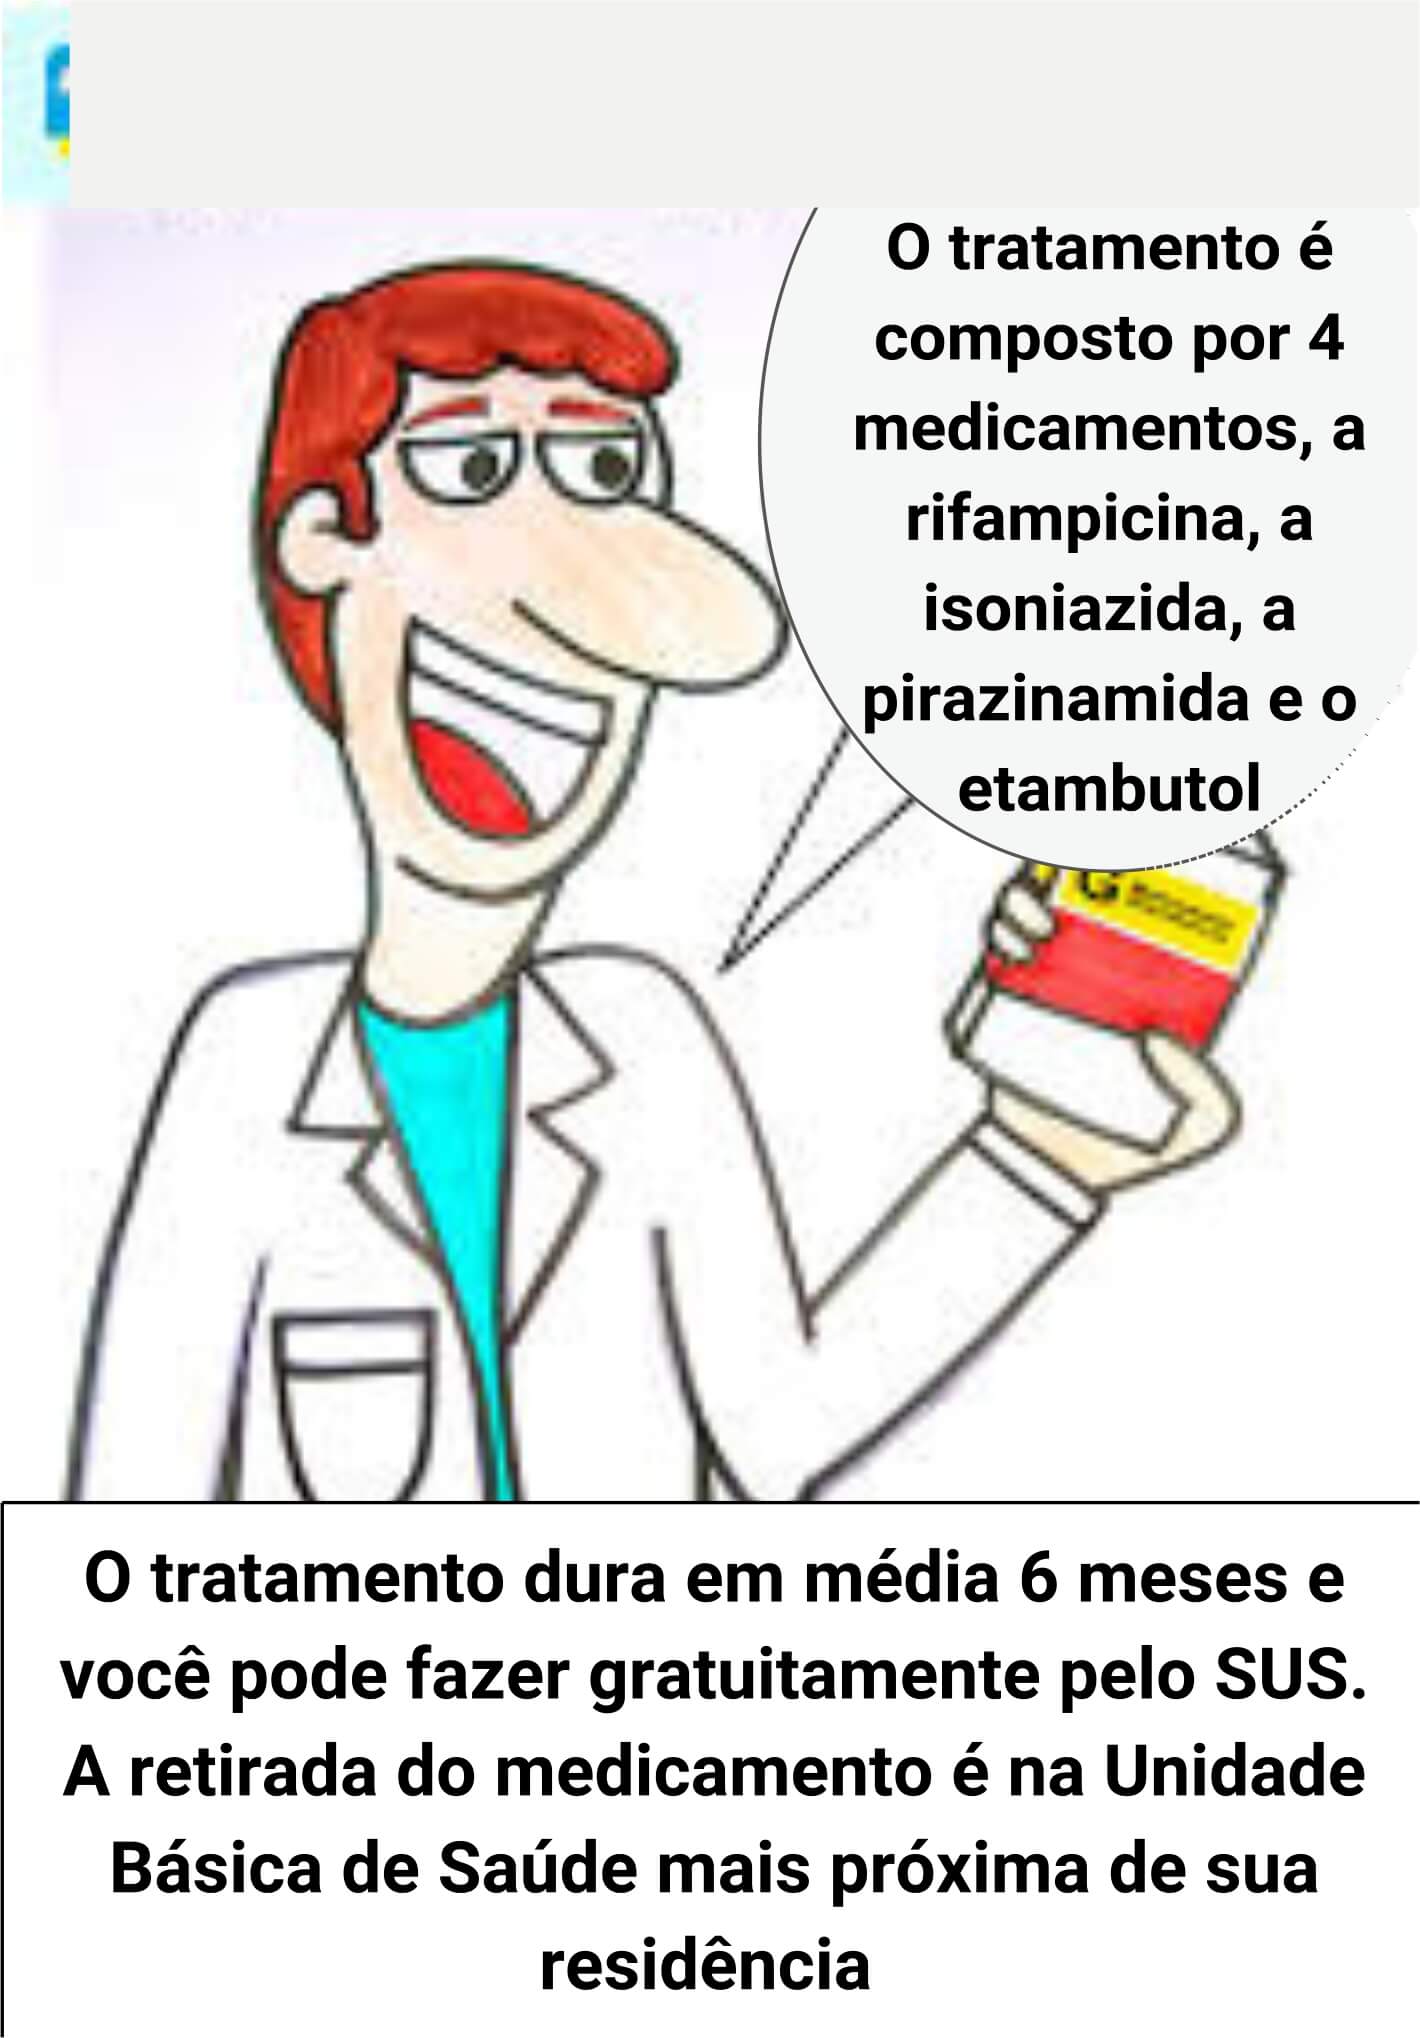 O tratamento é
composto por 4
medicamentos, a
rifampicina, a
isoniazida, a
pirazinamida e o
etambutol
G
O tratamento dura em média 6 meses e
você pode fazer gratuitamente pelo SUS.
A retirada do medicamento é na Unidade
Básica de Saúde mais próxima de sua
residência